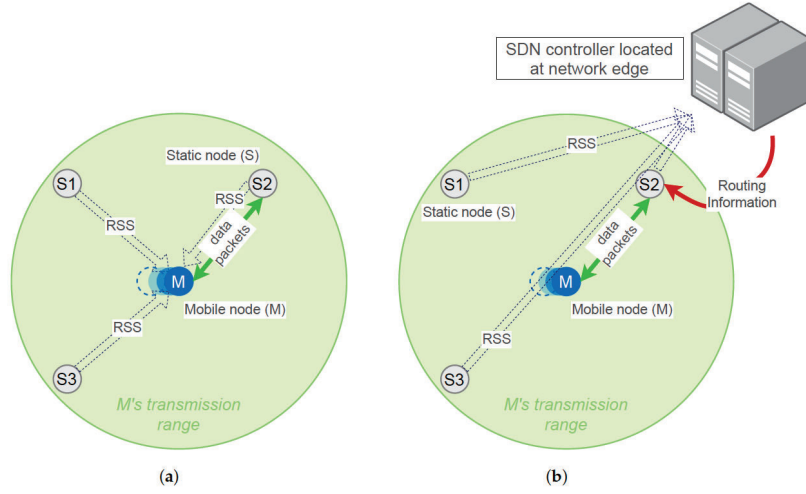 SDN controller located
at network edge
Static node (S)
S1
S2
RSS
RSS
data
packets
M
Mobile node (M)
RSS
S3
M's transmission
range
(a)
RSS
S1
S2
Static node (S)
Routing
Information
data
packets
M
Mobile node (M)
RSS
S3
M's transmission
range
(b)